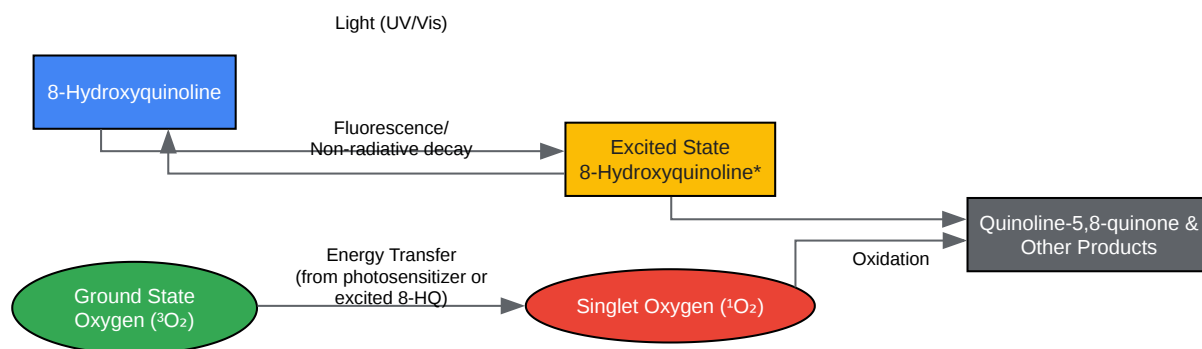 Light (UV/Vis)
8-Hydroxyquinoline
Fluorescence/
Non-radiative decay
Excited State
8-Hydroxyquinoline*
Quinoline-5,8-quinone &
Other Products
Energy Transfer
(from photosensitizer or
excited 8-HQ)
Oxidation
Ground State
Oxygen (³O₂)
Singlet Oxygen (¹O₂)